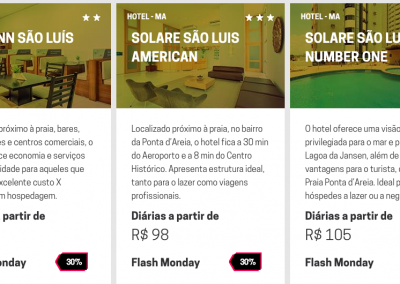 NN SÃO LUÍS
próximo à praia, bares,
es e centros comerciais, o
ce economia e serviços
idade para aqueles que
excelente custo X
m hospedagem.
a partir de
onday
30%
HOTEL - MA
SOLARE SÃO LUIS
AMERICAN
Localizado próximo à praia, no bairro
da Ponta d'Areia, o hotel fica a 30 min
do Aeroporto e a 8 min do Centro
Histórico. Apresenta estrutura ideal,
tanto para o lazer como viagens
profissionais.
Diárias a partir de
R$ 98
Flash Monday
30%
HOTEL - MA
SOLARE SÃO LU
NUMBER ONE
O hotel oferece uma visão
privilegiada para o mar e p
Lagoa da Jansen, além de
vantagens para o turista, e
Praia Ponta d'Areia. Ideal p
hóspedes a lazer ou a neg
Diárias a partir de
R$ 105
Flash Monday